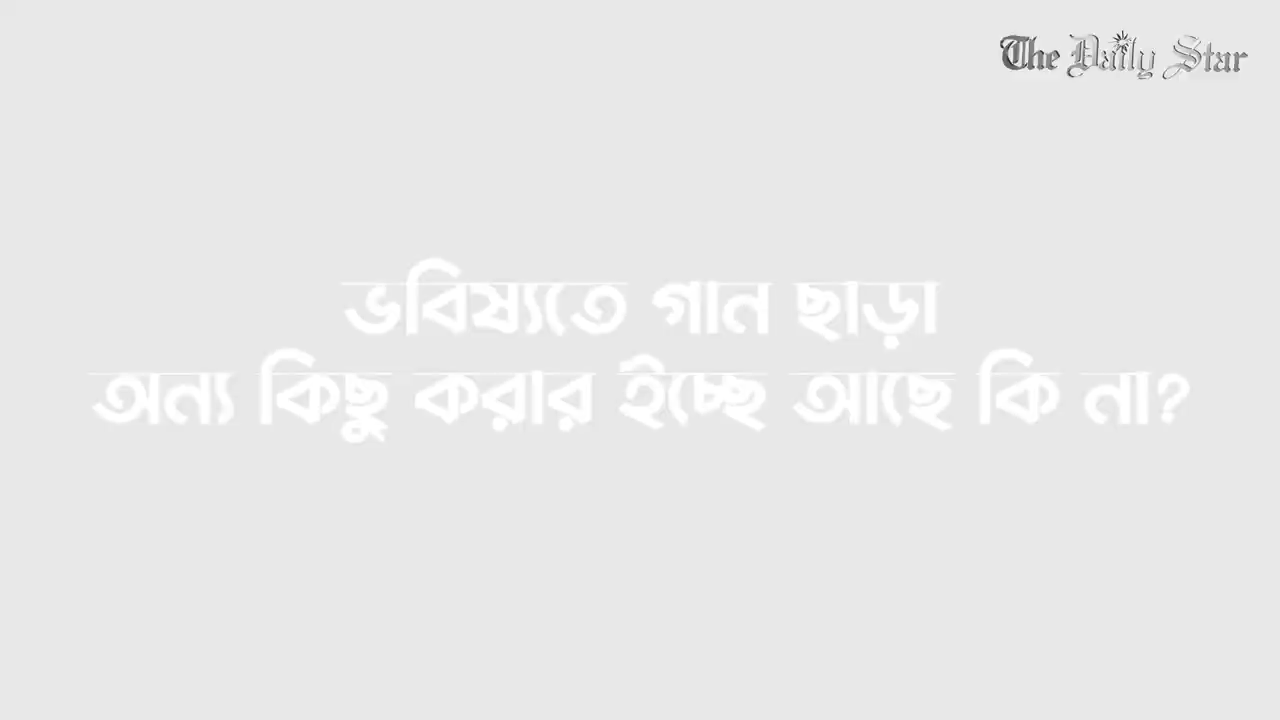 The Daily Star
ভবিষ্যতে গান ছাড়া
অন্য কিছু করার ইচ্ছে আছে কি না?